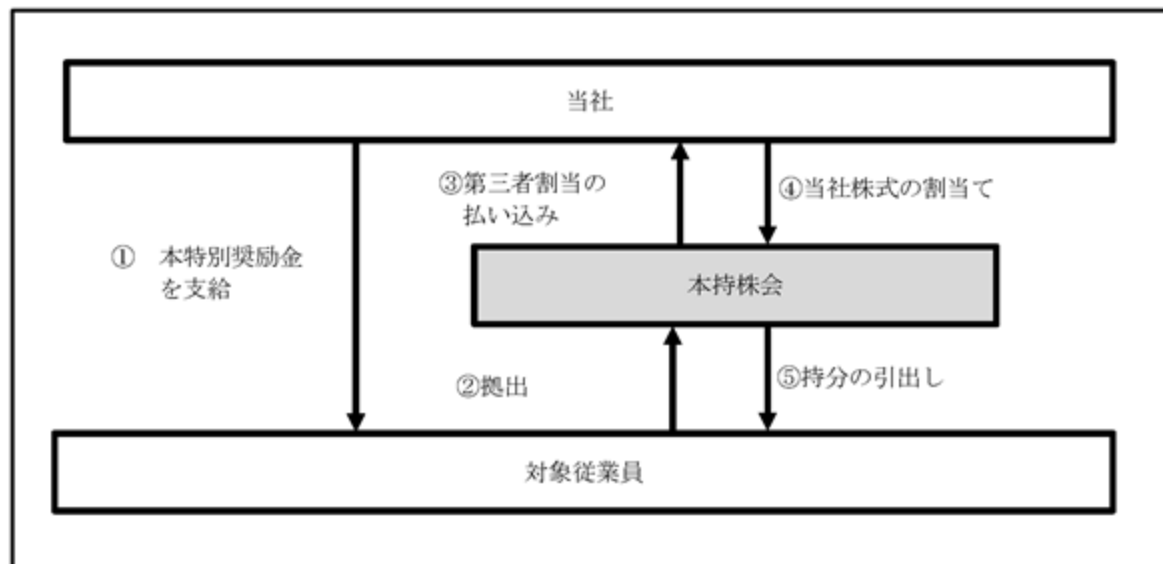 当社
③第三者割当の
払い込み
④当社株式の割当て
① 本特別奨励金
を支給
本持株会
②拠出
⑤持分の引出し
対象従業員